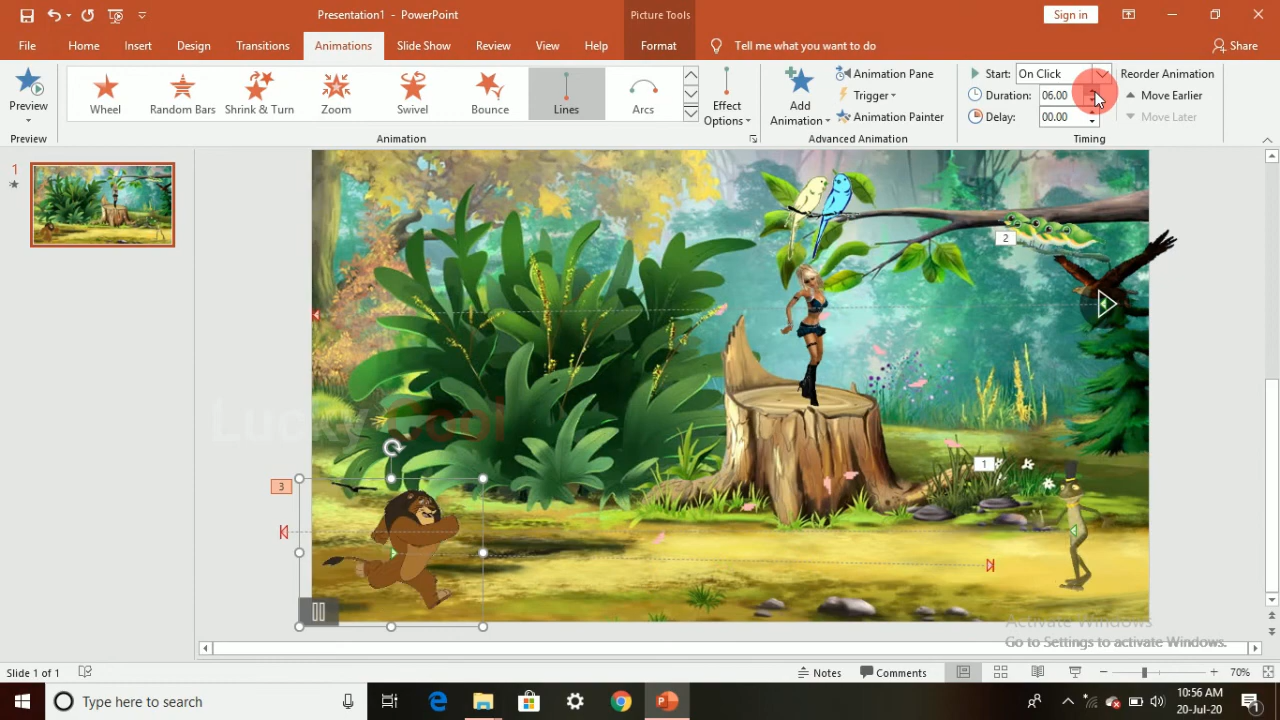 Presentation1 - PowerPoint
Picture Tools
Sign in
File Home Insert Design Transitions Animations Slide Show Review View Help Format Tell me what you want to do Share
Preview
Wheel Random Bars Shrink & Turn Zoom Swivel Bounce Lines Arcs
Effect Options
Add Animation
Animation Pane
Trigger
Animation Painter
Start: On Click
Duration: 06.00
Delay: 00.00
Reorder Animation
Move Earlier
Move Later
Preview Animation Advanced Animation Timing
1
2
1
3
Lucky Cool
Activate Windows
Go to Settings to activate Windows.
Slide 1 of 1 Notes Comments 70%
Type here to search
10:56 AM
20-Jul-20
1